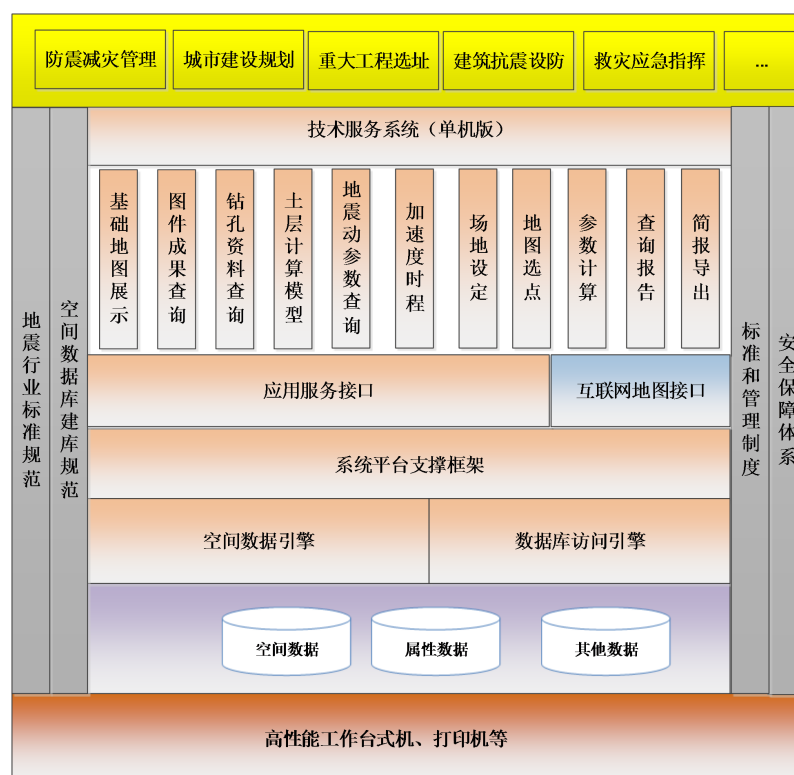 防震减灾管理
城市建设规划
重大工程选址
建筑抗震设防
救灾应急指挥
...
技术服务系统（单机版）
基础地图展示
图件成果查询
钻孔资料查询
土层计算模型
地震动参数查询
加速度时程
场地设定
地图选点
参数计算
查询报告
简报导出
地震行业标准规范
空间数据库建库规范
标准和管理制度
安全保障体系
应用服务接口
互联网地图接口
系统平台支撑框架
空间数据引擎
数据库访问引擎
空间数据
属性数据
其他数据
高性能工作台式机、打印机等